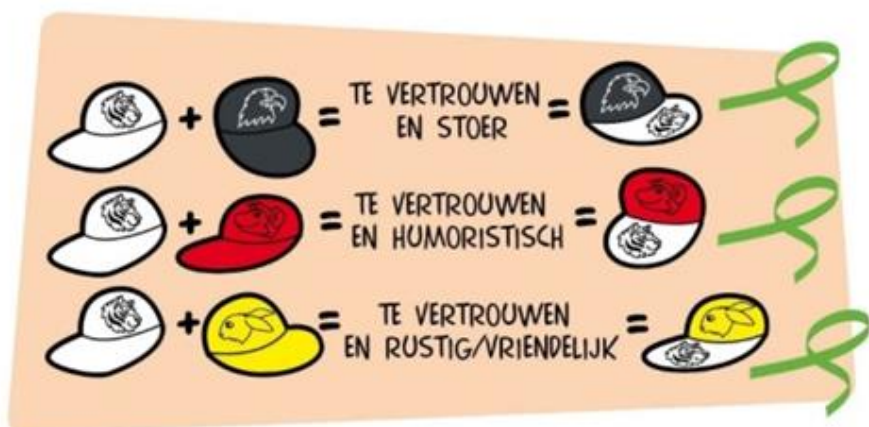 + = TE VERTROUWEN =
EN STOER
+ = TE VERTROUWEN =
EN HUMORISTISCH
+ = TE VERTROUWEN =
EN RUSTIG/VRIENDELIJK